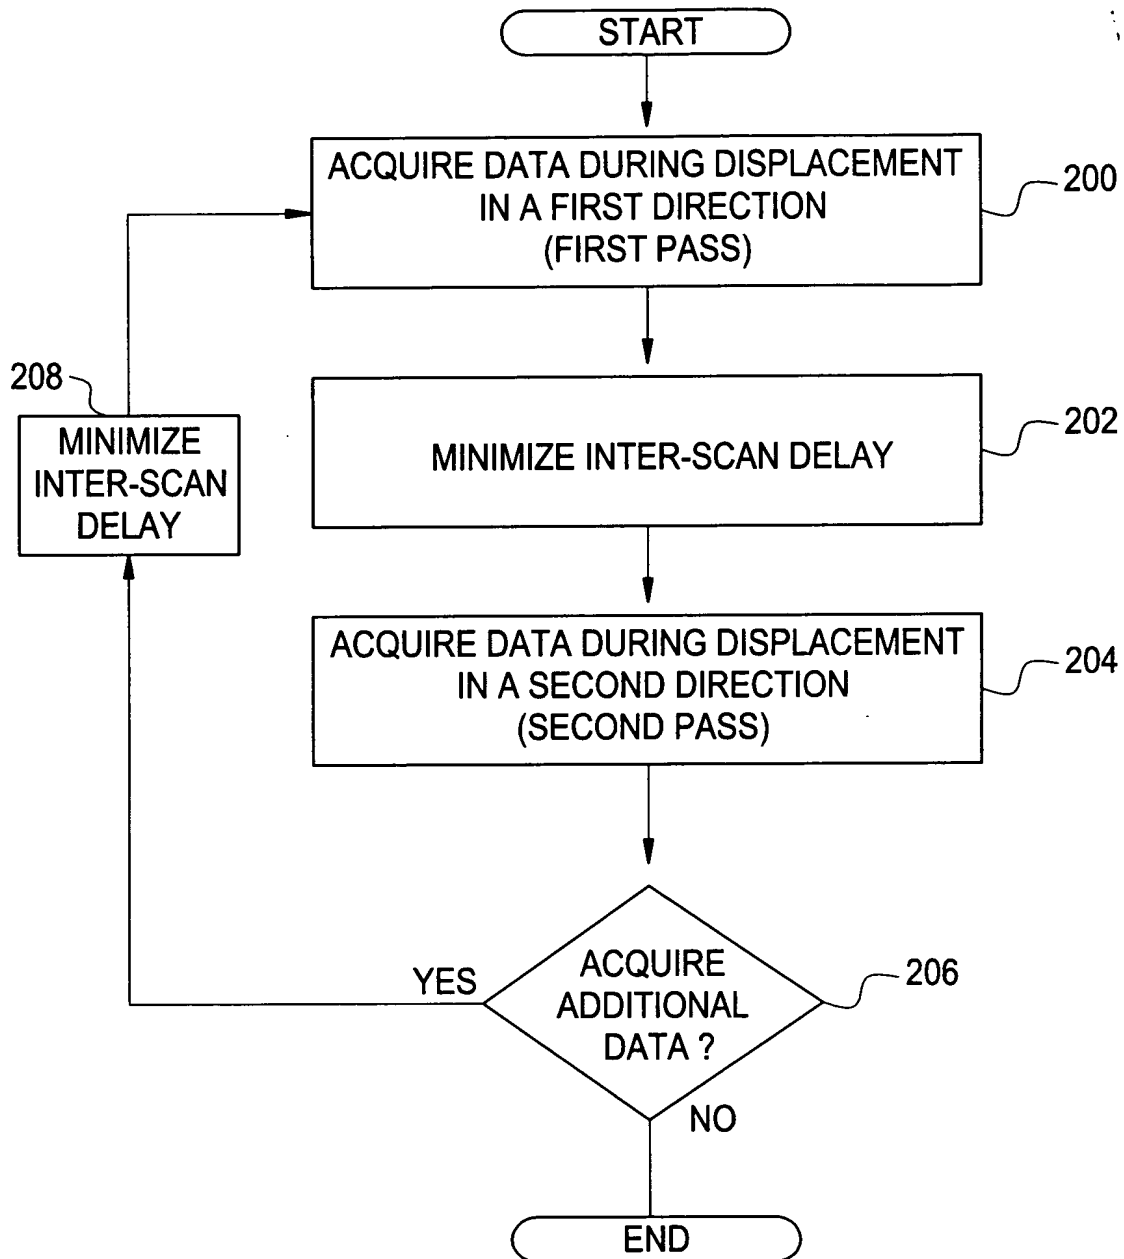 START
ACQUIRE DATA DURING DISPLACEMENT
IN A FIRST DIRECTION
(FIRST PASS)
200
208
MINIMIZE
INTER-SCAN
DELAY
MINIMIZE INTER-SCAN DELAY
202
ACQUIRE DATA DURING DISPLACEMENT
IN A SECOND DIRECTION
(SECOND PASS)
204
YES
ACQUIRE
ADDITIONAL
DATA ?
206
NO
END